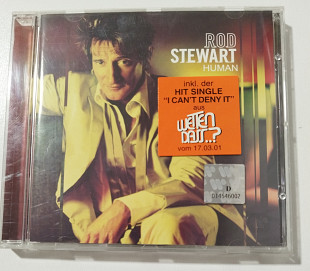 ROD
STEWART
HUMAN
inkl. der
HIT SINGLE
"I CAN'T DENY IT"
aus
WETTEN
DASS..?
vom 17.03.01
D